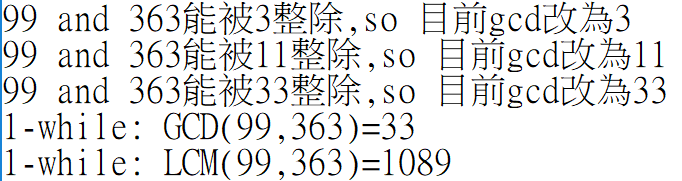 99 and 363能被3整除,so 目前gcd改為3
99 and 363能被11整除,so 目前gcd改為11
99 and 363能被33整除,so 目前gcd改為33
1-while: GCD(99,363)=33
1-while: LCM(99,363)=1089